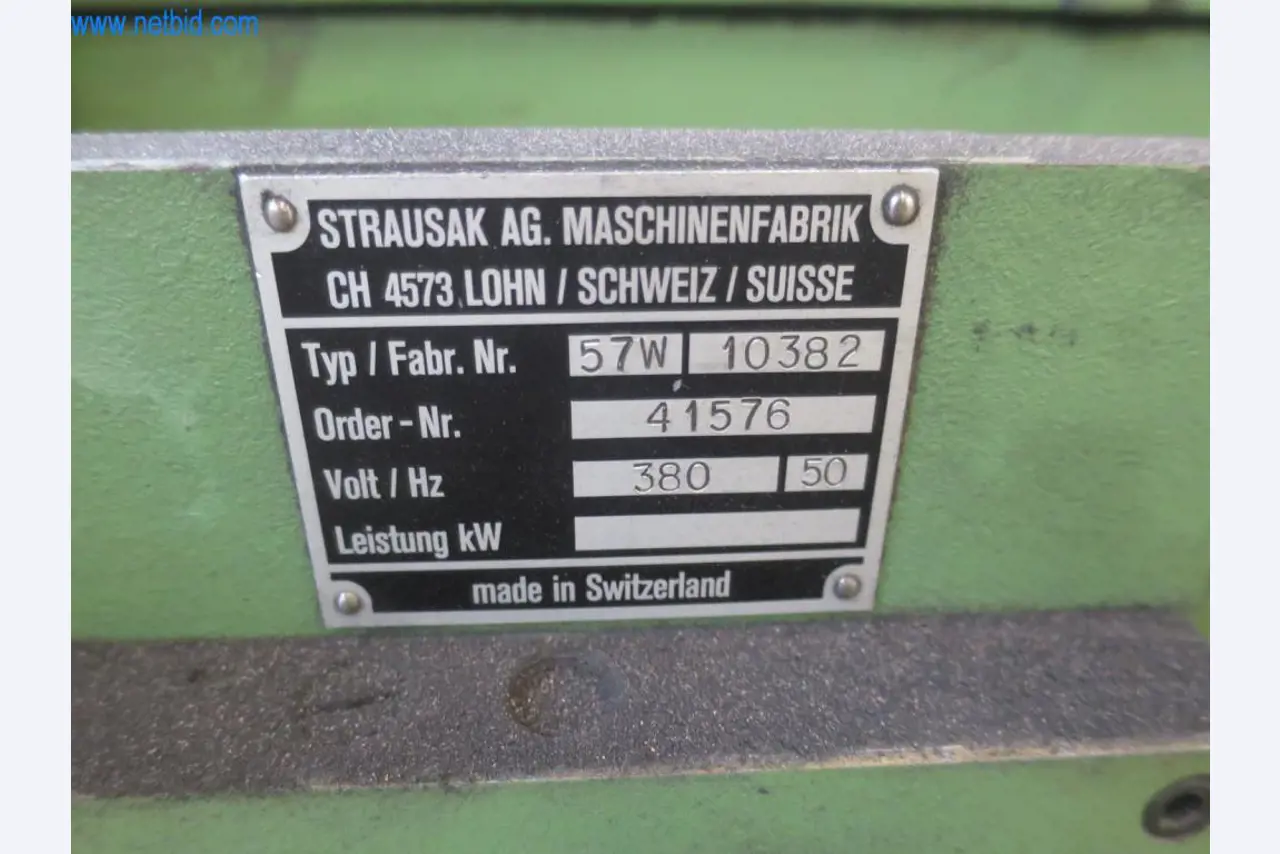 www.netbid.com
STRAUSAK AG. MASCHINENFABRIK
CH 4573 LOHN / SCHWEIZ / SUISSE
Typ / Fabr. Nr. 57W 10382
Order - Nr. 41576
Volt / Hz 380 50
Leistung kW
made in Switzerland